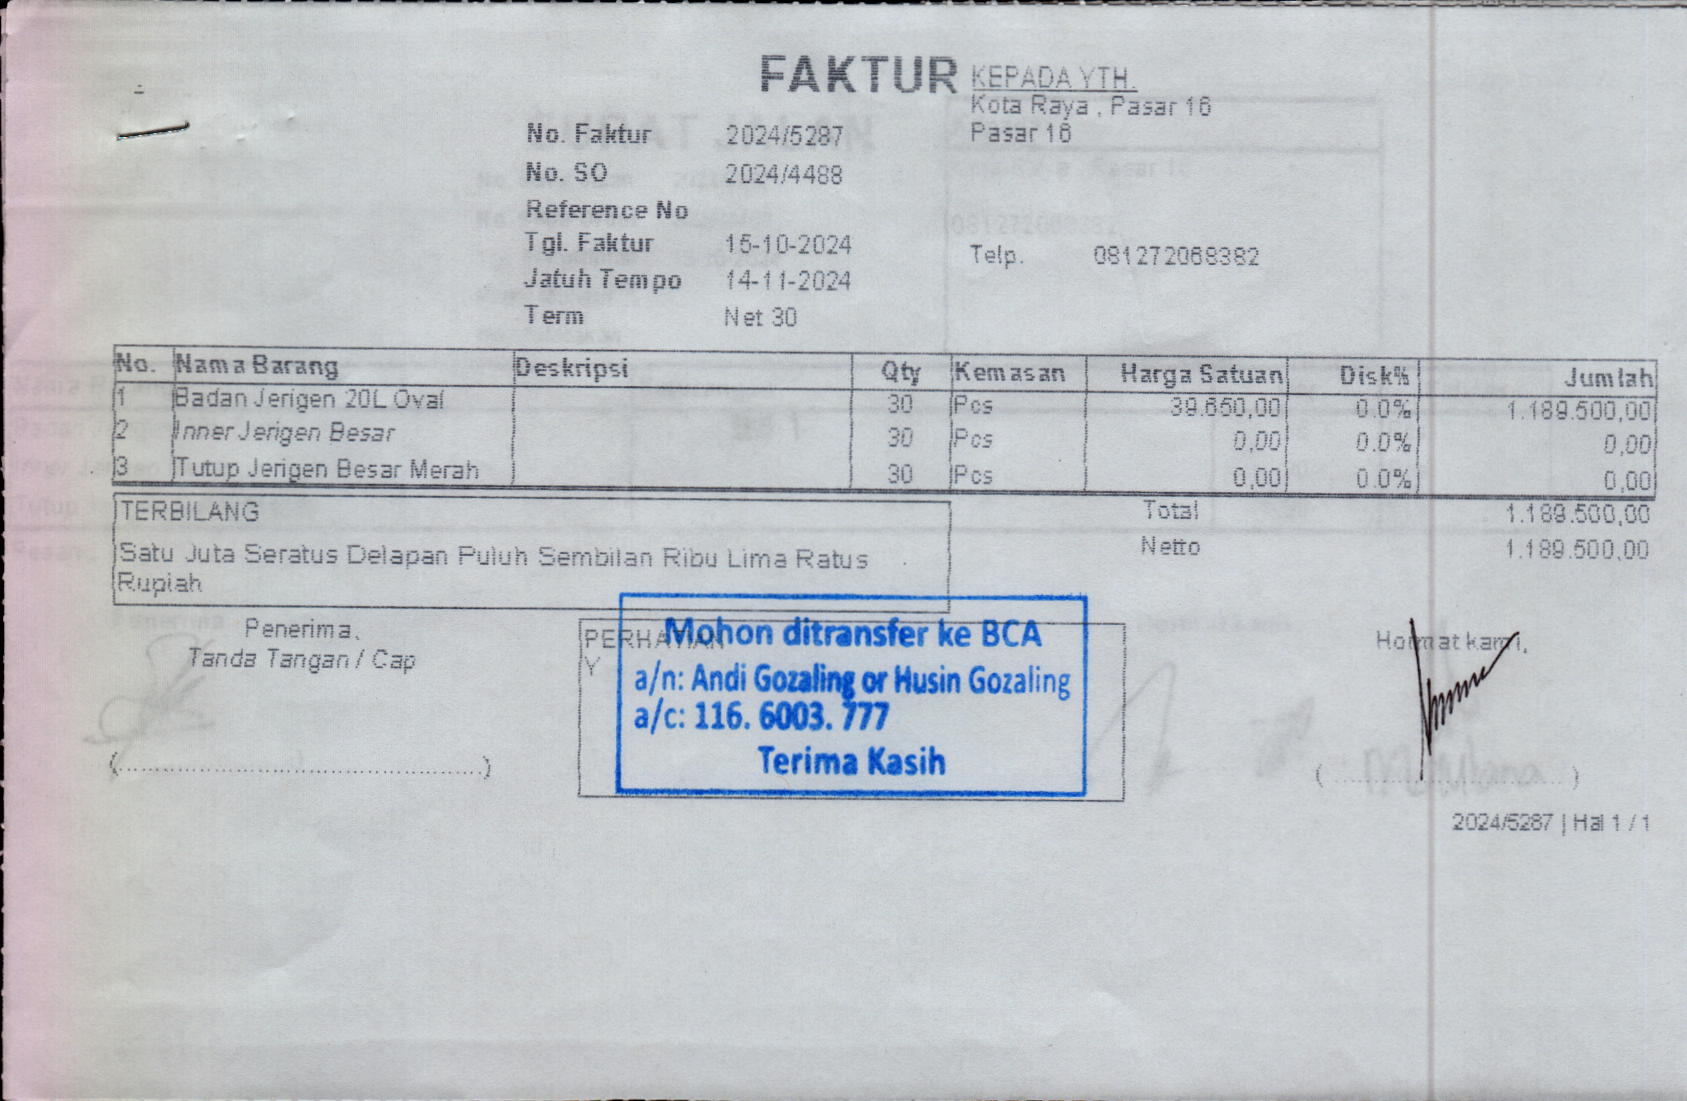 FAKTUR
KEPADA YTH.
Kota Raya , Pasar 16
Pasar 16
No. Faktur 2024/5287
No. SO 2024/4488
Reference No
Tgl. Faktur 15-10-2024
Telp. 081272068382
Jatuh Tempo 14-11-2024
Term Net 30
No. Nama Barang Deskripsi Qty Kemasan Harga Satuan Disk% Jumlah
1 Badan Jerigen 20L Oval 30 Pcs 39.650,00 0.0% 1.189.500,00
2 Inner Jerigen Besar 30 Pcs 0,00 0.0% 0,00
3 Tutup Jerigen Besar Merah 30 Pcs 0,00 0.0% 0,00
TERBILANG
Total 1.189.500,00
Satu Juta Seratus Delapan Puluh Sembilan Ribu Lima Ratus
Rupiah
Netto 1.189.500,00
Penerima,
Tanda Tangan / Cap
PERHATIAN
Y
Mohon ditransfer ke BCA
a/n: Andi Gozaling or Husin Gozaling
a/c: 116. 6003. 777
Terima Kasih
Hormat kami,
(................................................)
( Maulana )
2024/5287 | Hal 1 / 1